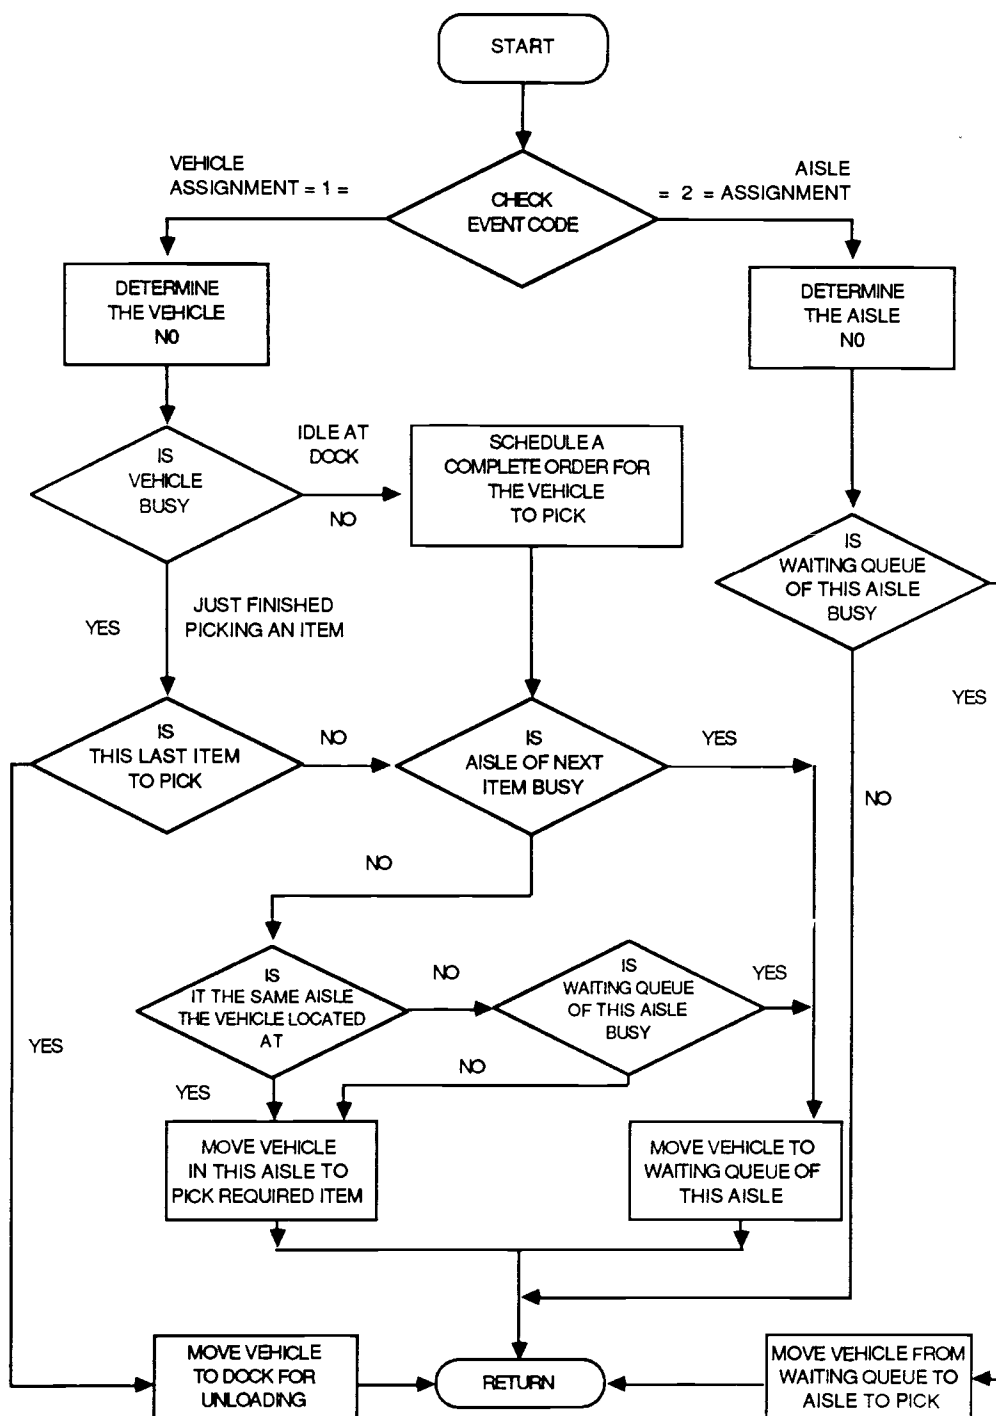 START
VEHICLE
ASSIGNMENT = 1 =
AISLE
= 2 = ASSIGNMENT
CHECK
EVENT CODE
DETERMINE
THE VEHICLE
N0
DETERMINE
THE AISLE
N0
IS
VEHICLE
BUSY
IDLE AT
DOCK
NO
SCHEDULE A
COMPLETE ORDER FOR
THE VEHICLE
TO PICK
IS
WAITING QUEUE
OF THIS AISLE
BUSY
YES
JUST FINISHED
PICKING AN ITEM
YES
IS
THIS LAST ITEM
TO PICK
NO
IS
AISLE OF NEXT
ITEM BUSY
YES
NO
NO
IS
IT THE SAME AISLE
THE VEHICLE LOCATED
AT
NO
IS
WAITING QUEUE
OF THIS AISLE
BUSY
YES
YES
YES
NO
MOVE VEHICLE
IN THIS AISLE TO
PICK REQUIRED ITEM
MOVE VEHICLE TO
WAITING QUEUE OF
THIS AISLE
MOVE VEHICLE
TO DOCK FOR
UNLOADING
RETURN
MOVE VEHICLE FROM
WAITING QUEUE TO
AISLE TO PICK